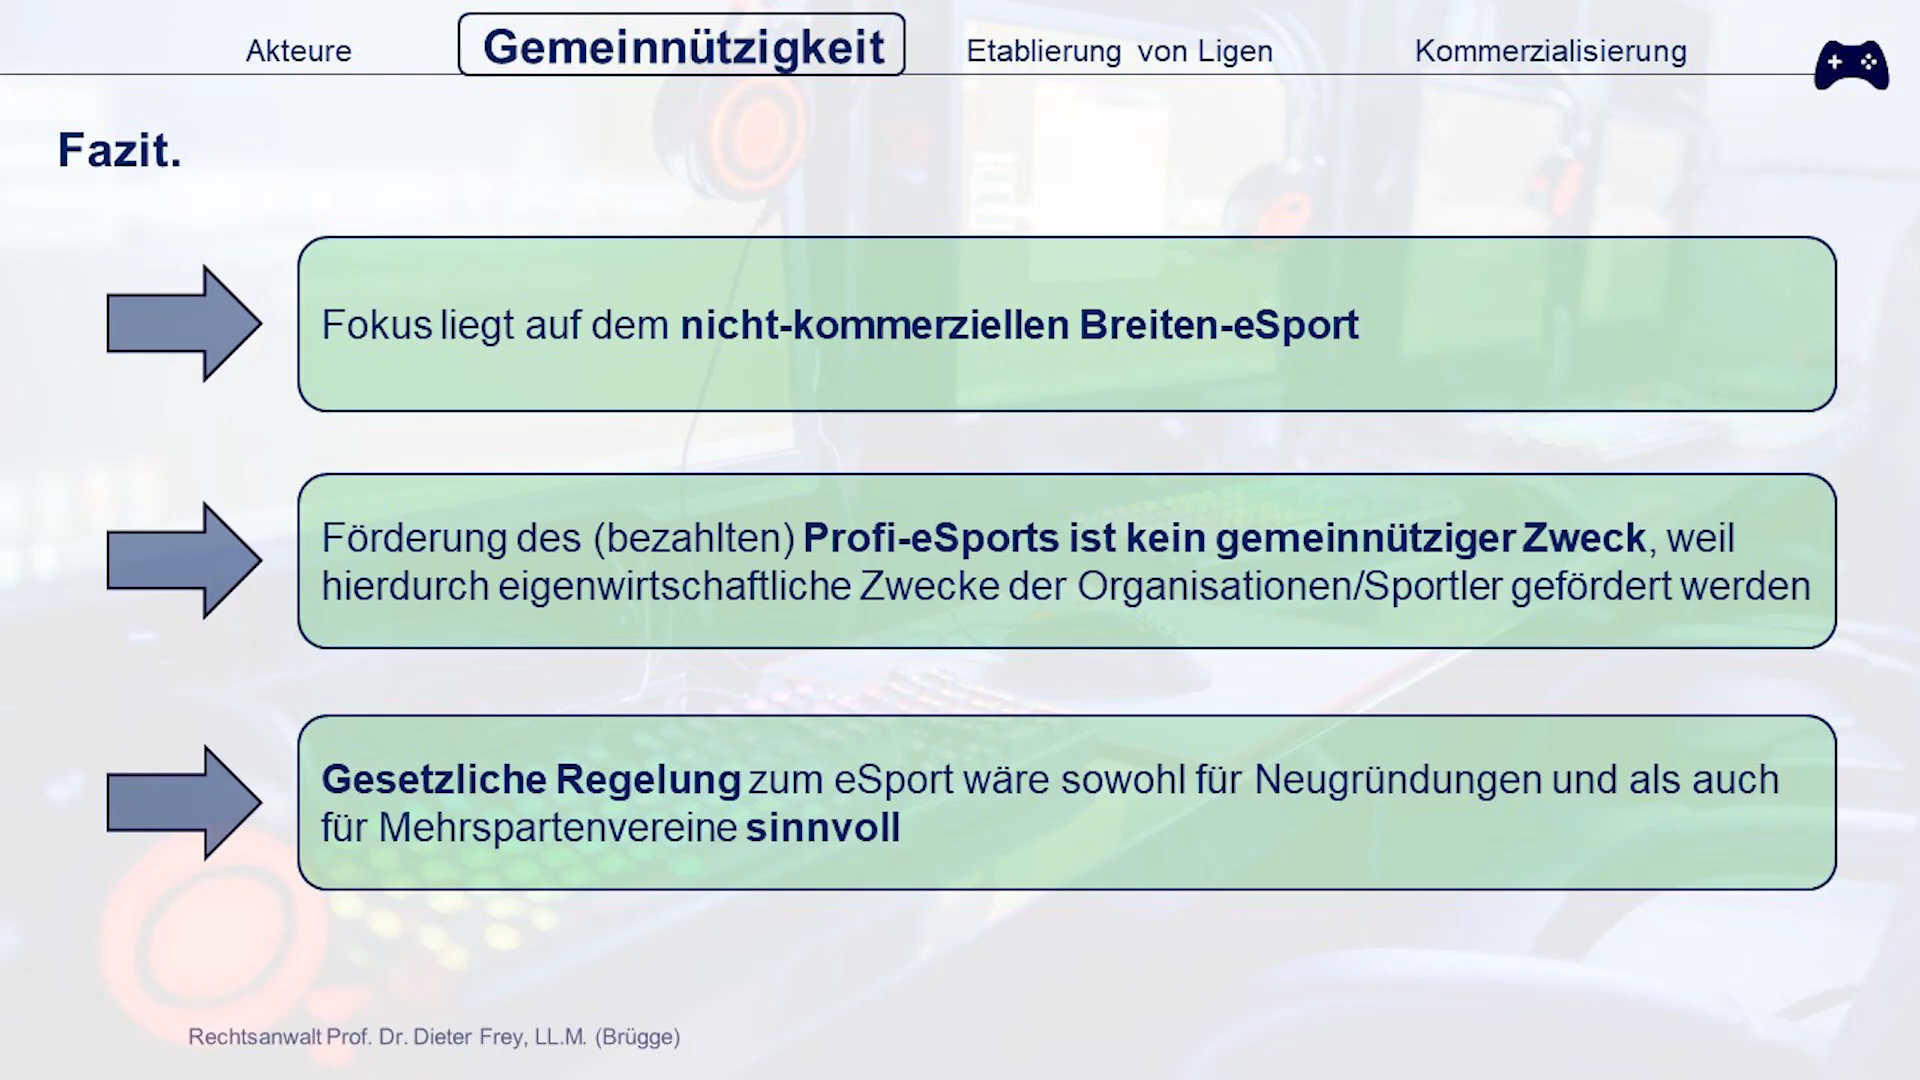 Akteure
Gemeinnützigkeit
Etablierung von Ligen
Kommerzialisierung
Fazit.
Fokus liegt auf dem nicht-kommerziellen Breiten-eSport
Förderung des (bezahlten) Profi-eSports ist kein gemeinnütziger Zweck, weil
hierdurch eigenwirtschaftliche Zwecke der Organisationen/Sportler gefördert werden
Gesetzliche Regelung zum eSport wäre sowohl für Neugründungen und als auch
für Mehrspartenvereine sinnvoll
Rechtsanwalt Prof. Dr. Dieter Frey, LL.M. (Brügge)